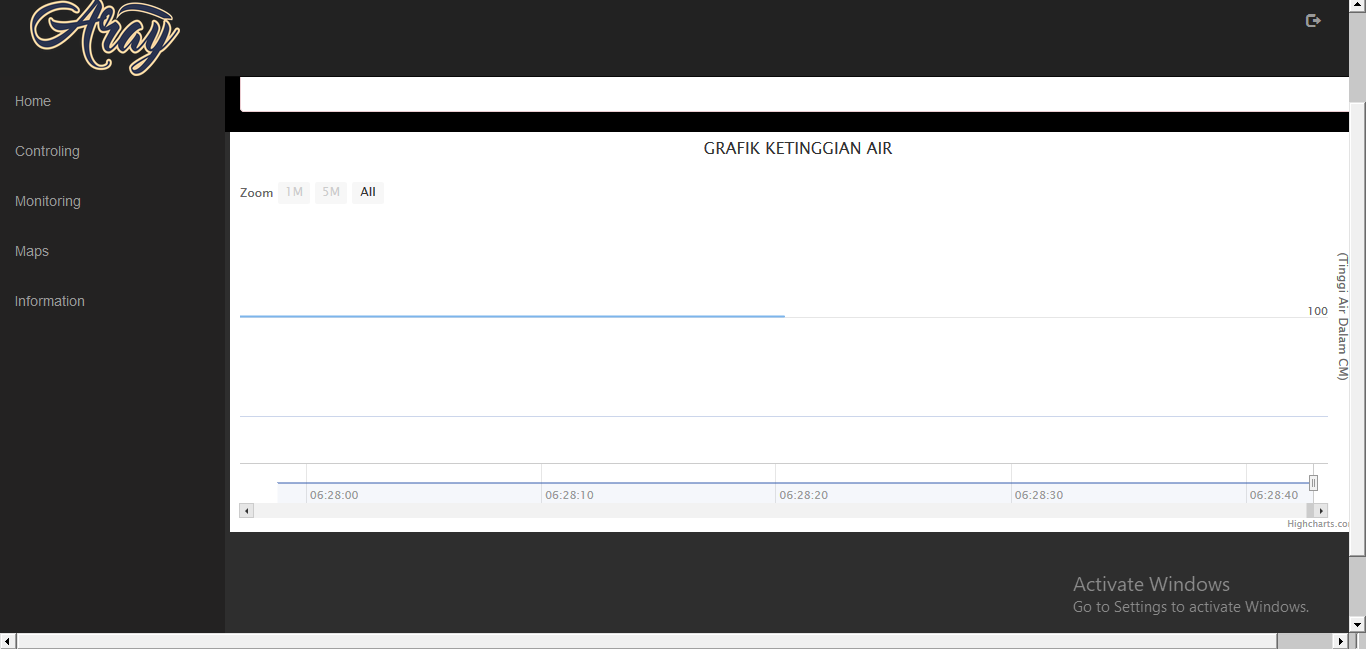 Aray
Home
Controling
Monitoring
Maps
Information
GRAFIK KETINGGIAN AIR
Zoom 1M 5M All
100
(Tinggi Air Dalam CM)
06:28:00 06:28:10 06:28:20 06:28:30 06:28:40
Highcharts.co
Activate Windows
Go to Settings to activate Windows.